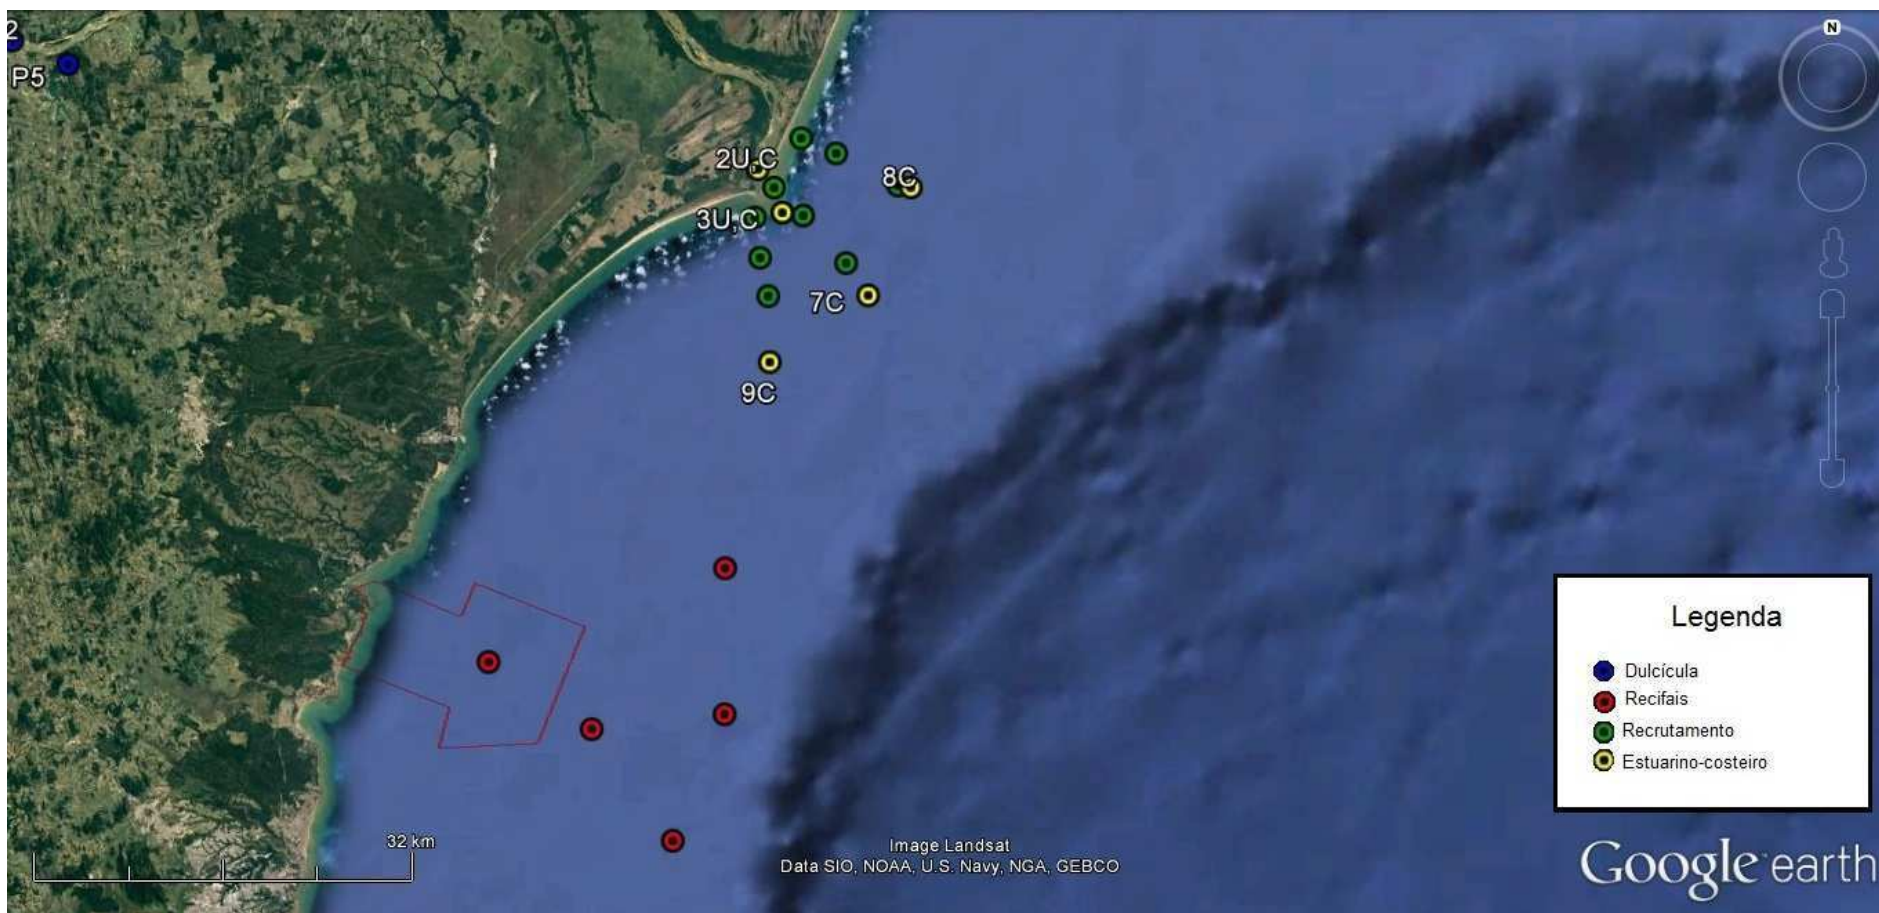 2
P5
N
2U,C
8C
3U,C
7C
9C
Legenda
Dulcícula
Recifais
Recrutamento
Estuarino-costeiro
32 km
Image Landsat
Data SIO, NOAA, U.S. Navy, NGA, GEBCO
Google earth